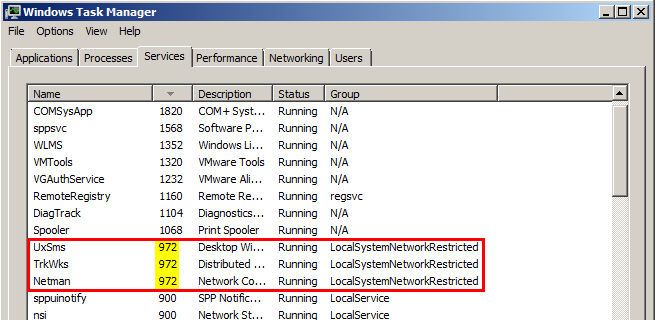 Windows Task Manager
File Options View Help
Applications Processes Services Performance Networking Users
Name Description Status Group
COMSysApp 1820 COM+ Syst... Running N/A
sppsvc 1568 Software P... Running N/A
WLMS 1352 Windows Li... Running N/A
VMTools 1320 VMware Tools Running N/A
VGAuthService 1232 VMware Ali... Running N/A
RemoteRegistry 1160 Remote Re... Running regsvc
DiagTrack 1104 Diagnostics... Running N/A
Spooler 1068 Print Spooler Running N/A
UxSms 972 Desktop Wi... Running LocalSystemNetworkRestricted
TrkWks 972 Distributed ... Running LocalSystemNetworkRestricted
Netman 972 Network Co... Running LocalSystemNetworkRestricted
sppuinotify 900 SPP Notific... Running LocalService
nsi 900 Network St... Running LocalService